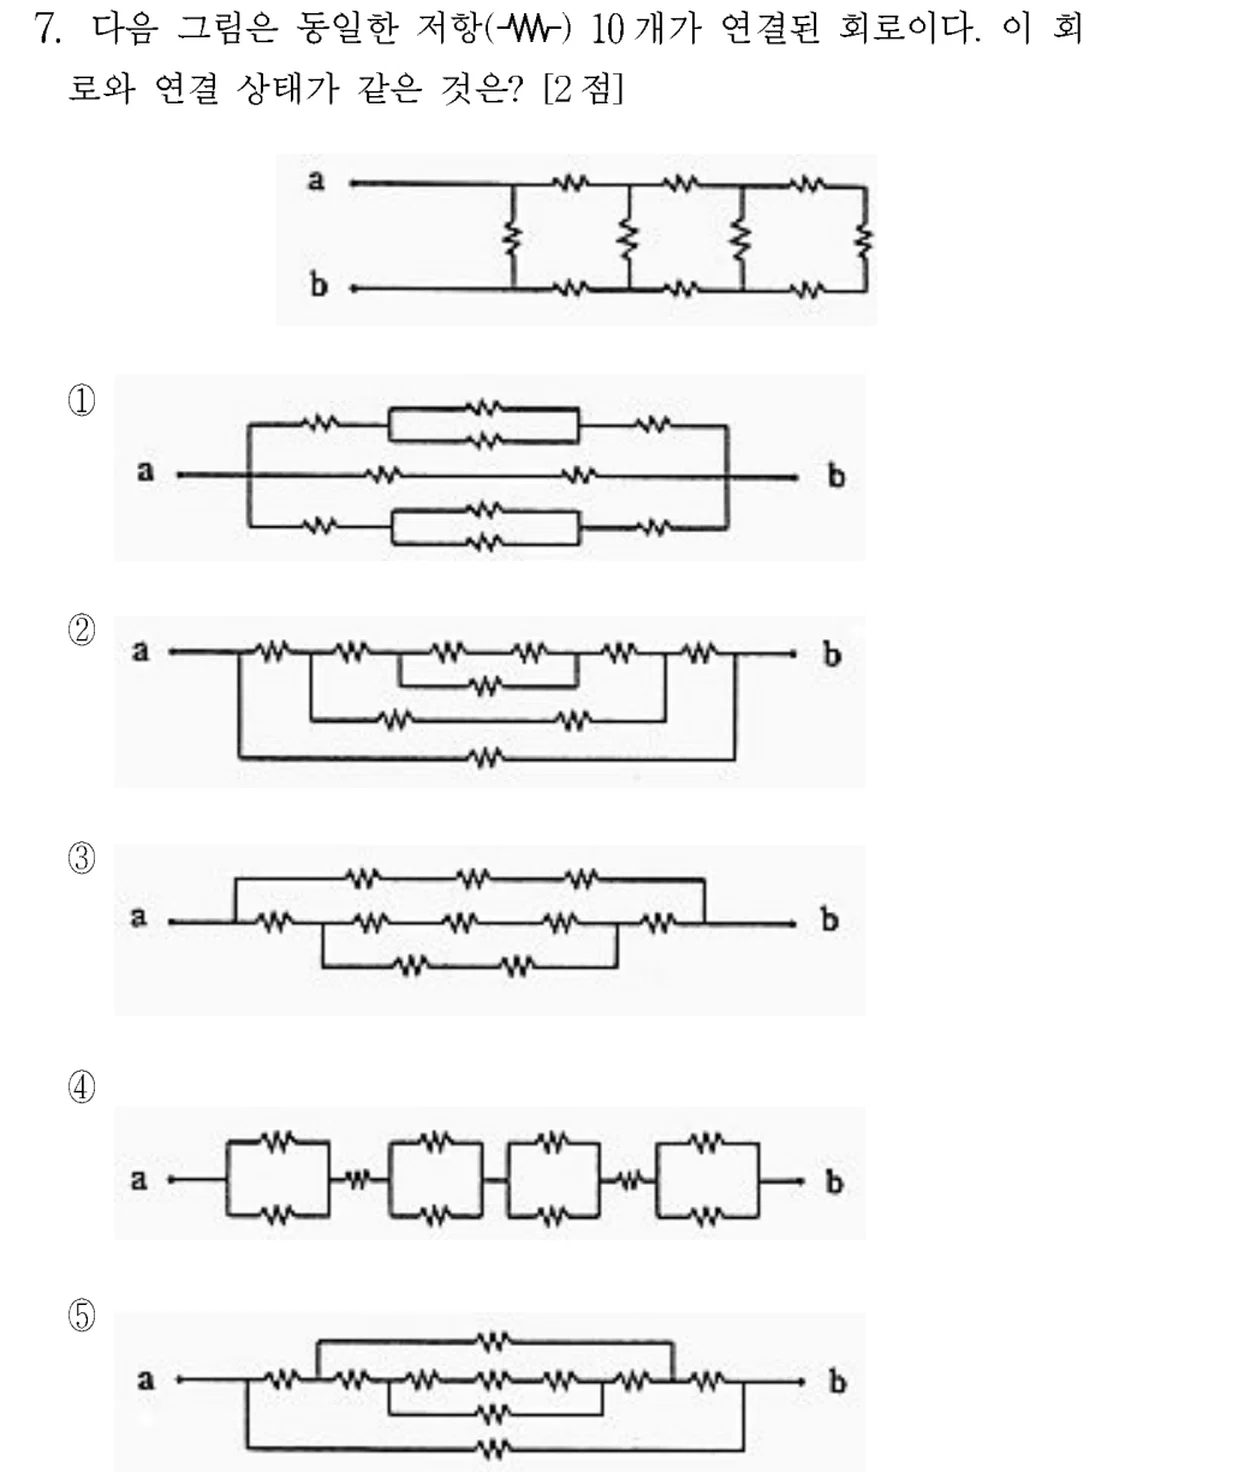 7. 다음 그림은 동일한 저항( ) 10개가 연결된 회로이다. 이 회
로와 연결 상태가 같은 것은? [2점]
a
b
①
a b
②
a b
③
a b
④
a b
⑤
a b